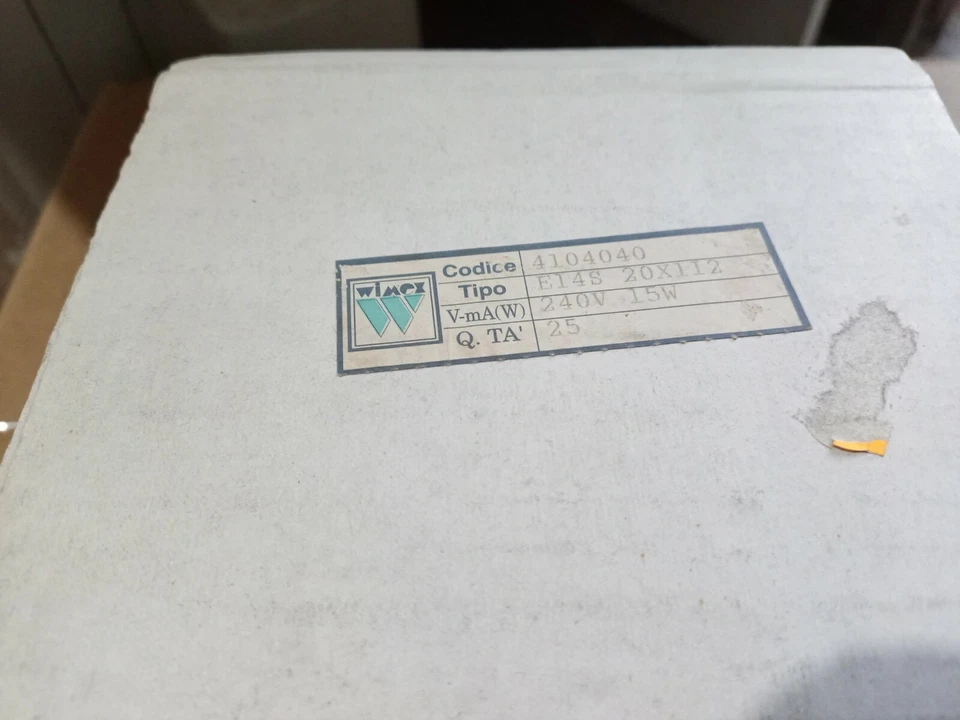 wimex
Codice 4104040
Tipo E14S 20X112
V-mA(W) 240V 15W
Q. TA' 25